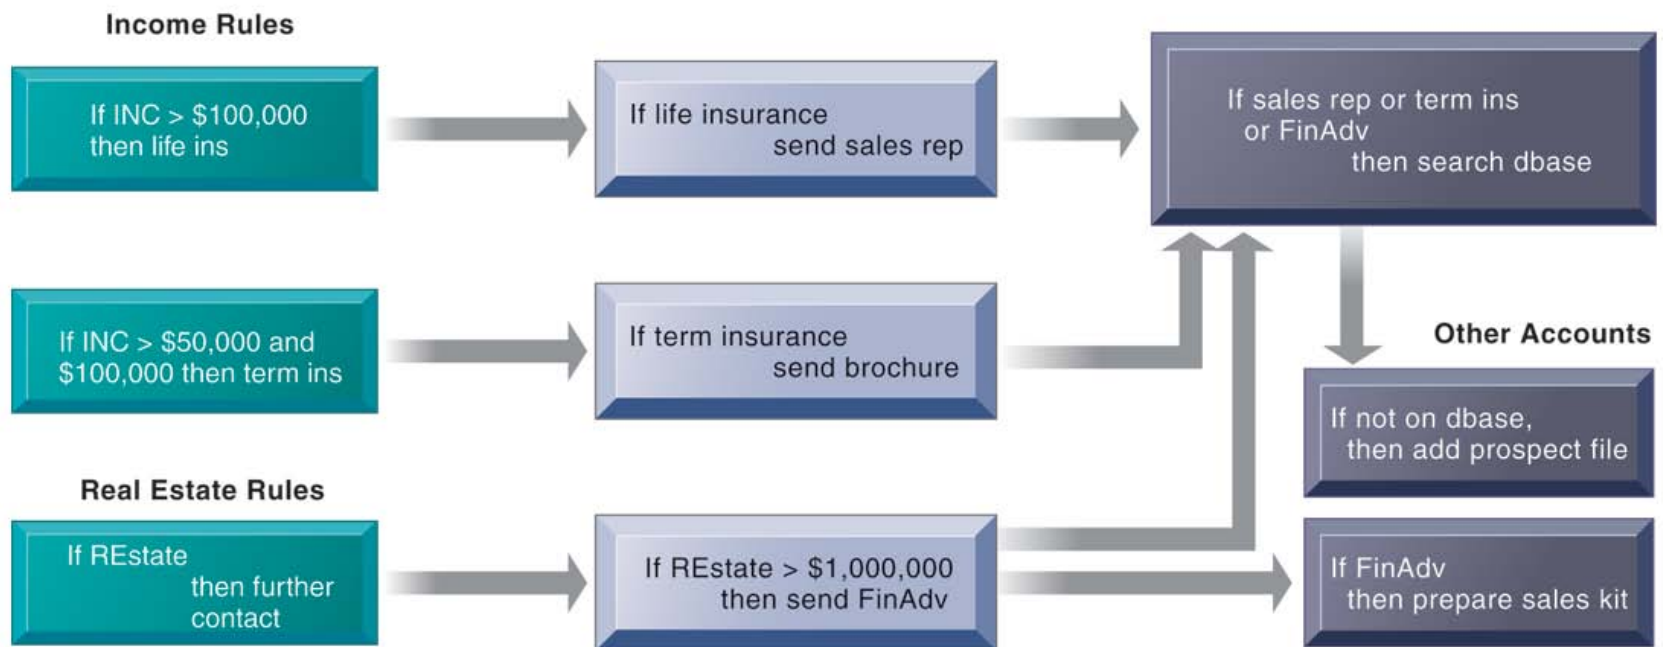 Income Rules
If INC > $100,000
then life ins
If life insurance
send sales rep
If sales rep or term ins
or FinAdv
then search dbase
If INC > $50,000 and
$100,000 then term ins
If term insurance
send brochure
Other Accounts
If not on dbase,
then add prospect file
Real Estate Rules
If REstate
then further
contact
If REstate > $1,000,000
then send FinAdv
If FinAdv
then prepare sales kit